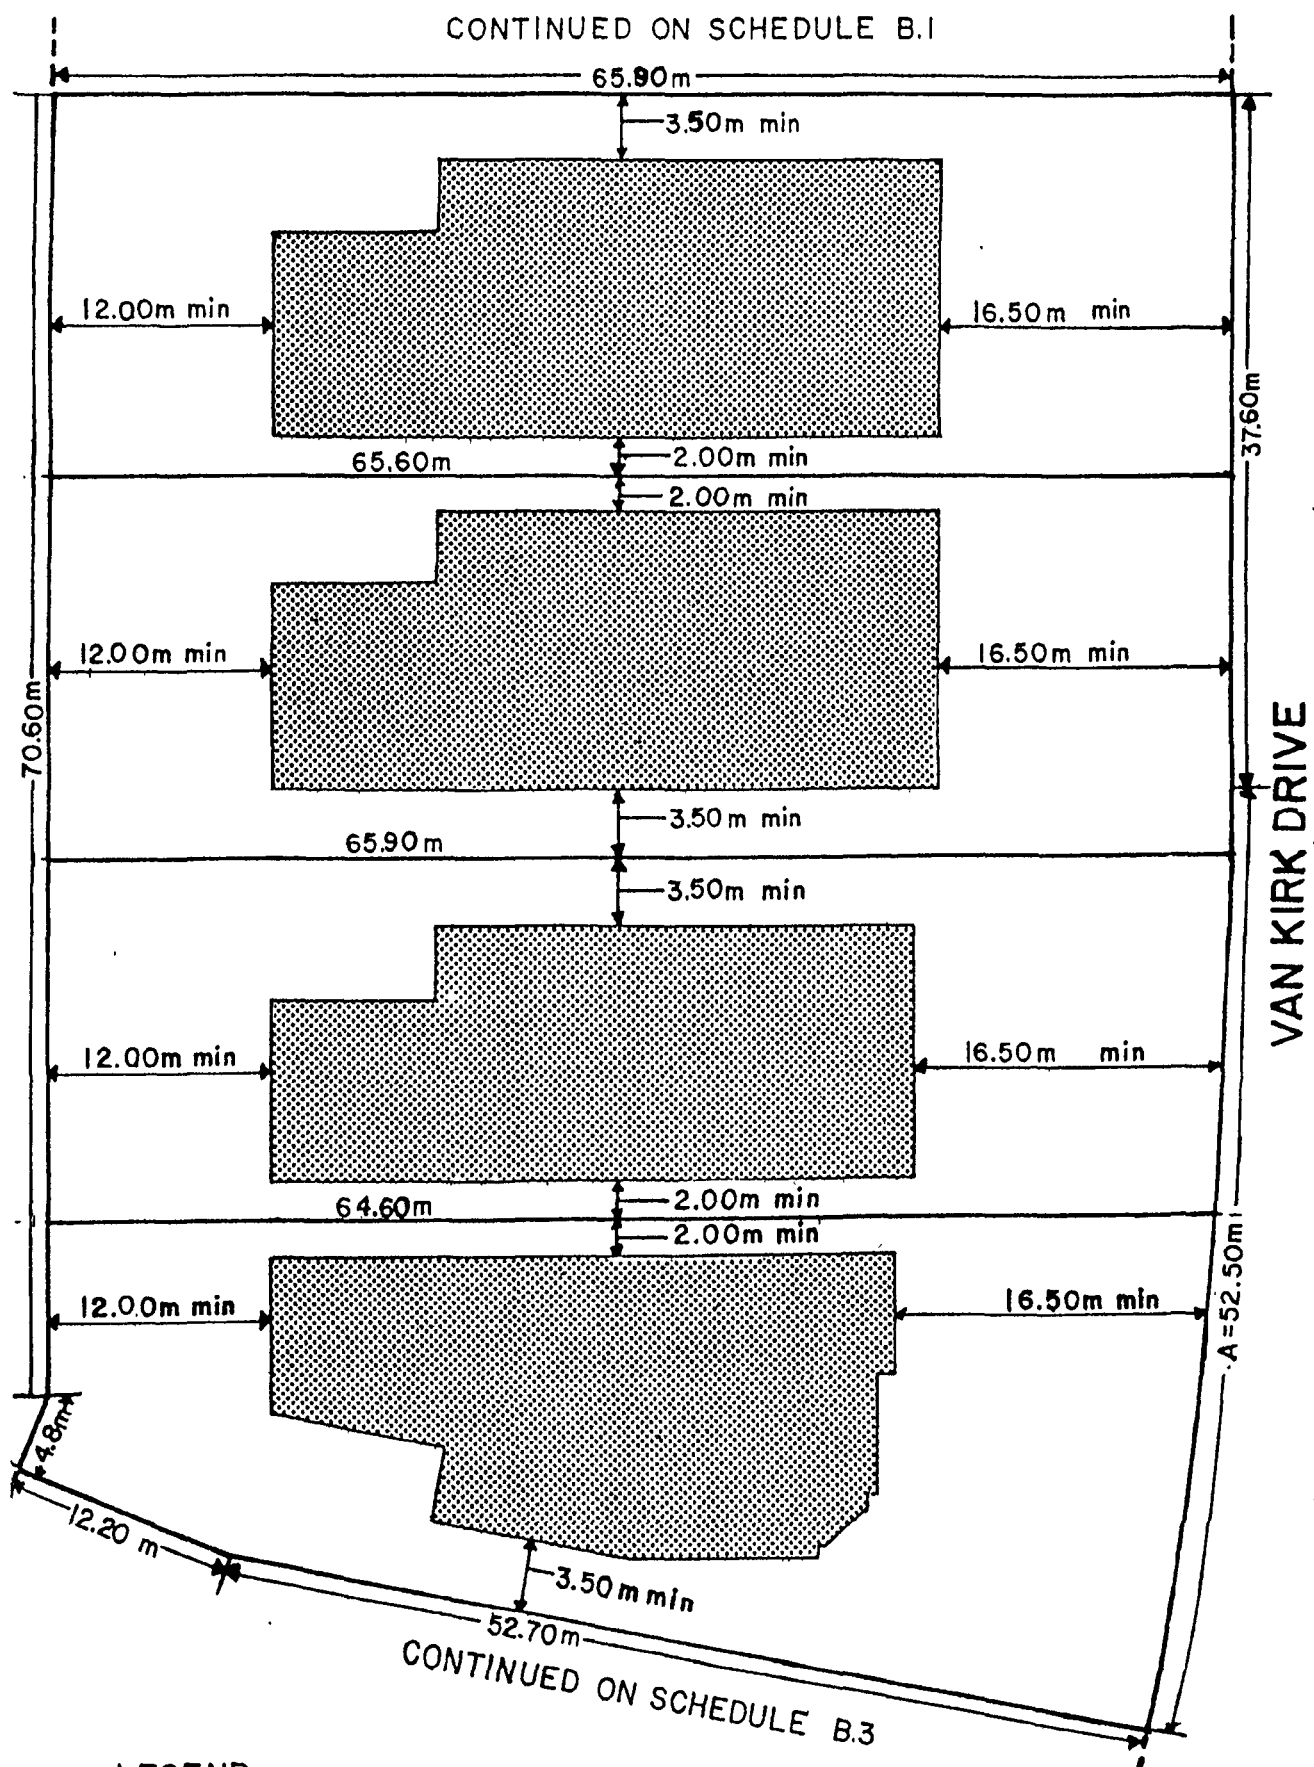 CONTINUED ON SCHEDULE B.1
65.90m
3.50m min
12.00m min
16.50m min
37.60m
65.60m
2.00m min
2.00m min
12.00m min
16.50m min
70.60m
VAN KIRK DRIVE
3.50m min
65.90m
3.50m min
12.00m min
16.50m min
64.60m
2.00m min
2.00m min
12.00m min
16.50m min
A=52.50m
4.8m
12.20 m
3.50m min
52.70m
CONTINUED ON SCHEDULE B.3
LEGEND